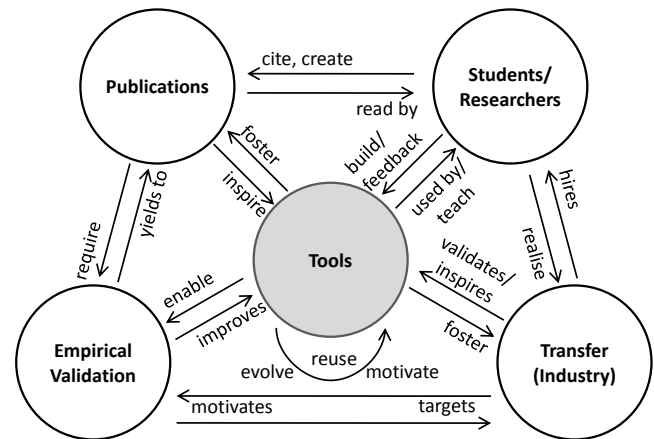 Publications
cite, create
read by
Students/
Researchers
foster
inspire
build/
feedback
used by/
teach
require
yields to
hires
realise
Tools
validates/
inspires
foster
enable
improves
Empirical
Validation
evolve
reuse
motivate
Transfer
(Industry)
motivates
targets